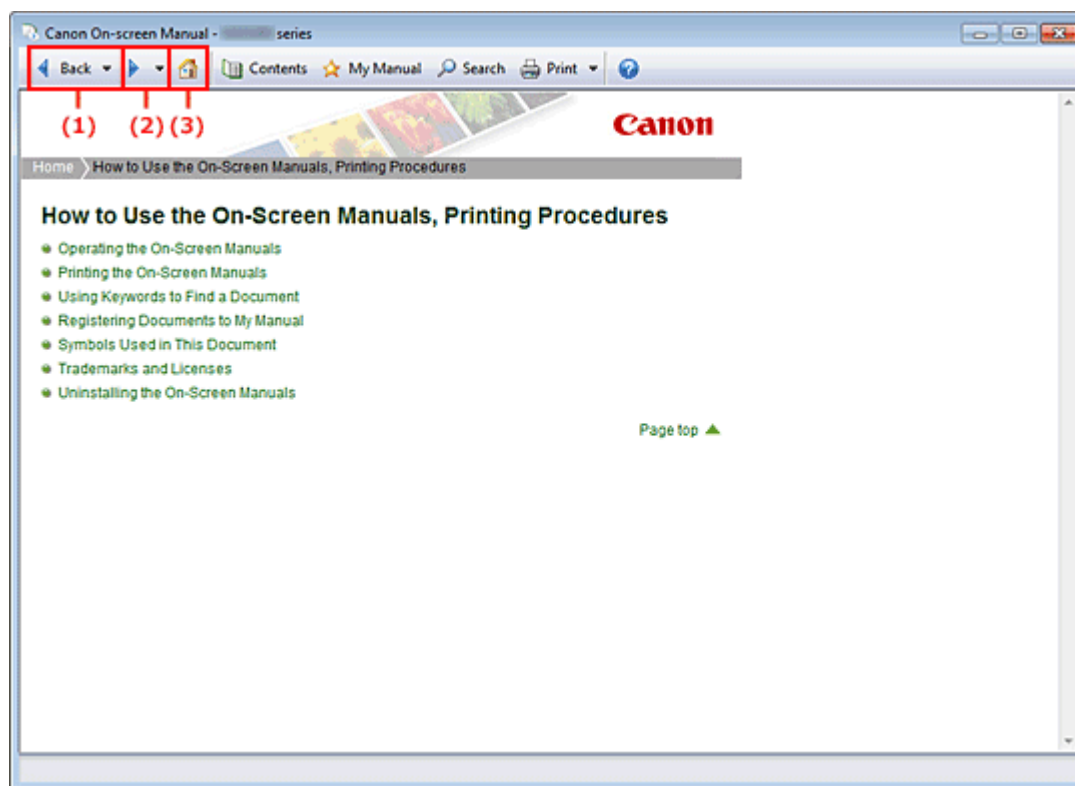 Canon On-screen Manual - series
Back Contents My Manual Search Print
(1) (2) (3)
Canon
Home How to Use the On-Screen Manuals, Printing Procedures
How to Use the On-Screen Manuals, Printing Procedures
Operating the On-Screen Manuals
Printing the On-Screen Manuals
Using Keywords to Find a Document
Registering Documents to My Manual
Symbols Used in This Document
Trademarks and Licenses
Uninstalling the On-Screen Manuals
Page top